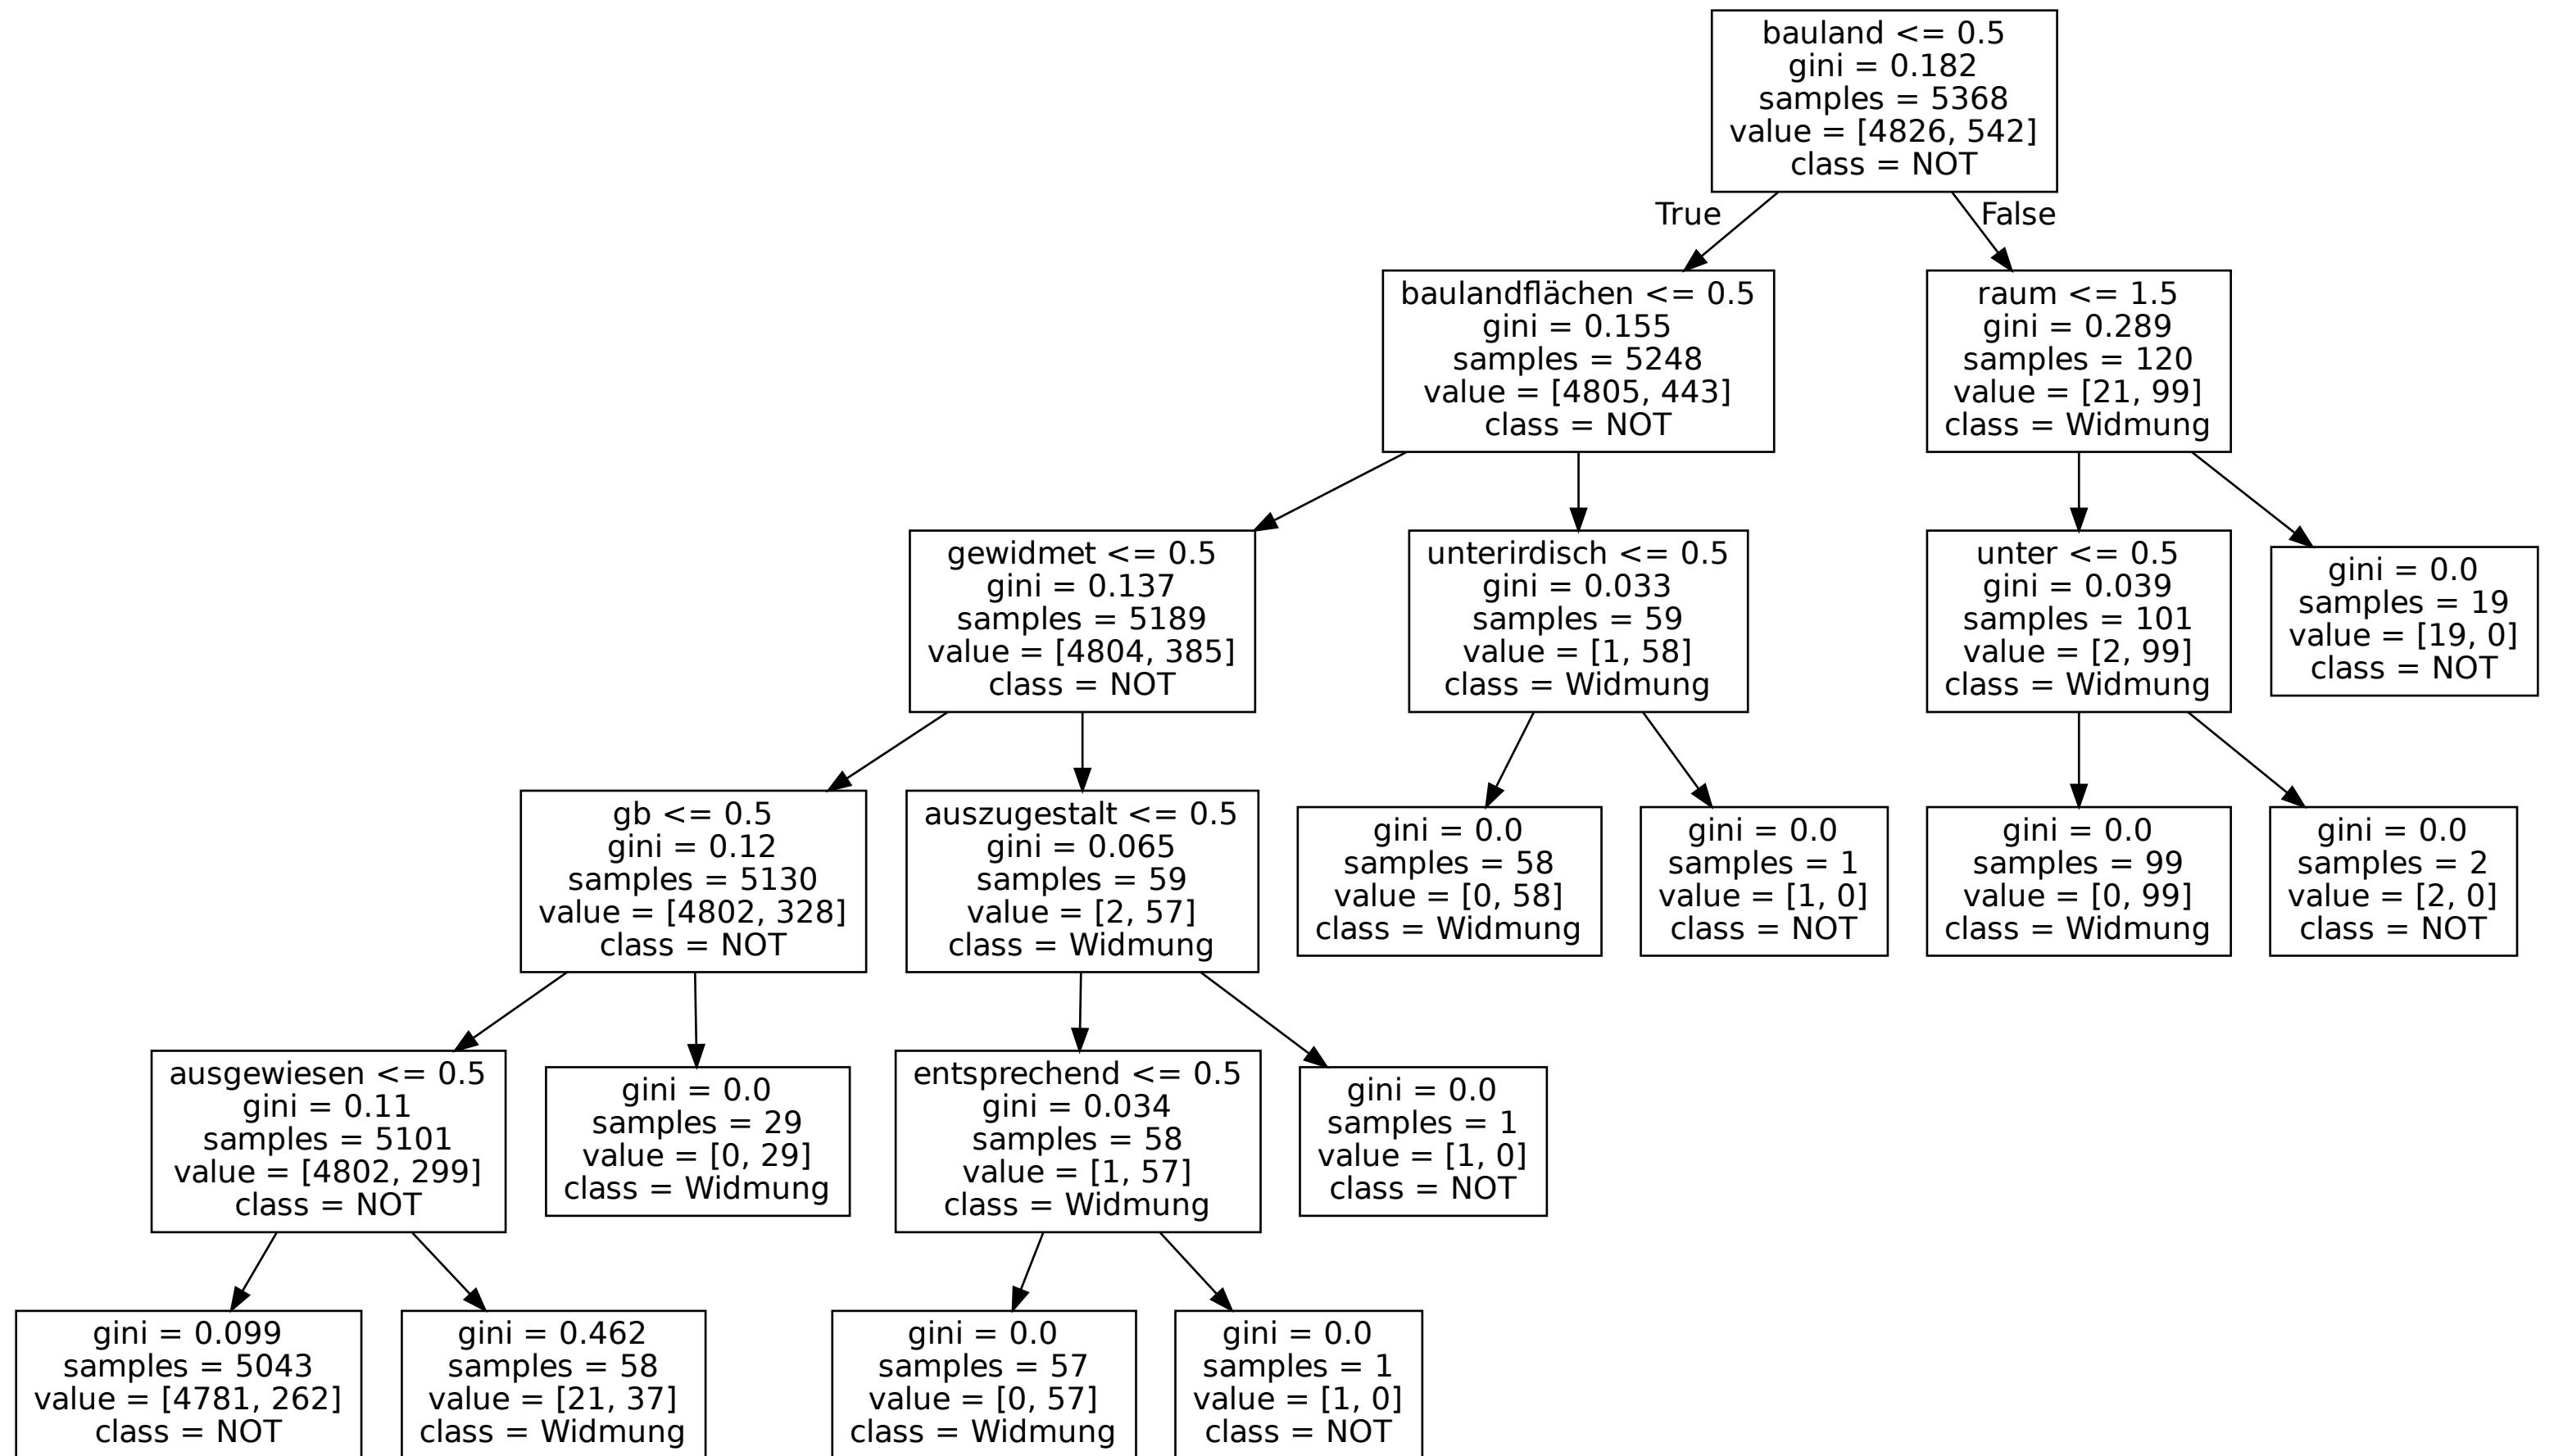 bauland <= 0.5
gini = 0.182
samples = 5368
value = [4826, 542]
class = NOT
True
False
baulandflächen <= 0.5
gini = 0.155
samples = 5248
value = [4805, 443]
class = NOT
raum <= 1.5
gini = 0.289
samples = 120
value = [21, 99]
class = Widmung
gewidmet <= 0.5
gini = 0.137
samples = 5189
value = [4804, 385]
class = NOT
unterirdisch <= 0.5
gini = 0.033
samples = 59
value = [1, 58]
class = Widmung
unter <= 0.5
gini = 0.039
samples = 101
value = [2, 99]
class = Widmung
gini = 0.0
samples = 19
value = [19, 0]
class = NOT
gb <= 0.5
gini = 0.12
samples = 5130
value = [4802, 328]
class = NOT
auszugestalt <= 0.5
gini = 0.065
samples = 59
value = [2, 57]
class = Widmung
gini = 0.0
samples = 58
value = [0, 58]
class = Widmung
gini = 0.0
samples = 1
value = [1, 0]
class = NOT
gini = 0.0
samples = 99
value = [0, 99]
class = Widmung
gini = 0.0
samples = 2
value = [2, 0]
class = NOT
ausgewiesen <= 0.5
gini = 0.11
samples = 5101
value = [4802, 299]
class = NOT
gini = 0.0
samples = 29
value = [0, 29]
class = Widmung
entsprechend <= 0.5
gini = 0.034
samples = 58
value = [1, 57]
class = Widmung
gini = 0.0
samples = 1
value = [1, 0]
class = NOT
gini = 0.099
samples = 5043
value = [4781, 262]
class = NOT
gini = 0.462
samples = 58
value = [21, 37]
class = Widmung
gini = 0.0
samples = 57
value = [0, 57]
class = Widmung
gini = 0.0
samples = 1
value = [1, 0]
class = NOT